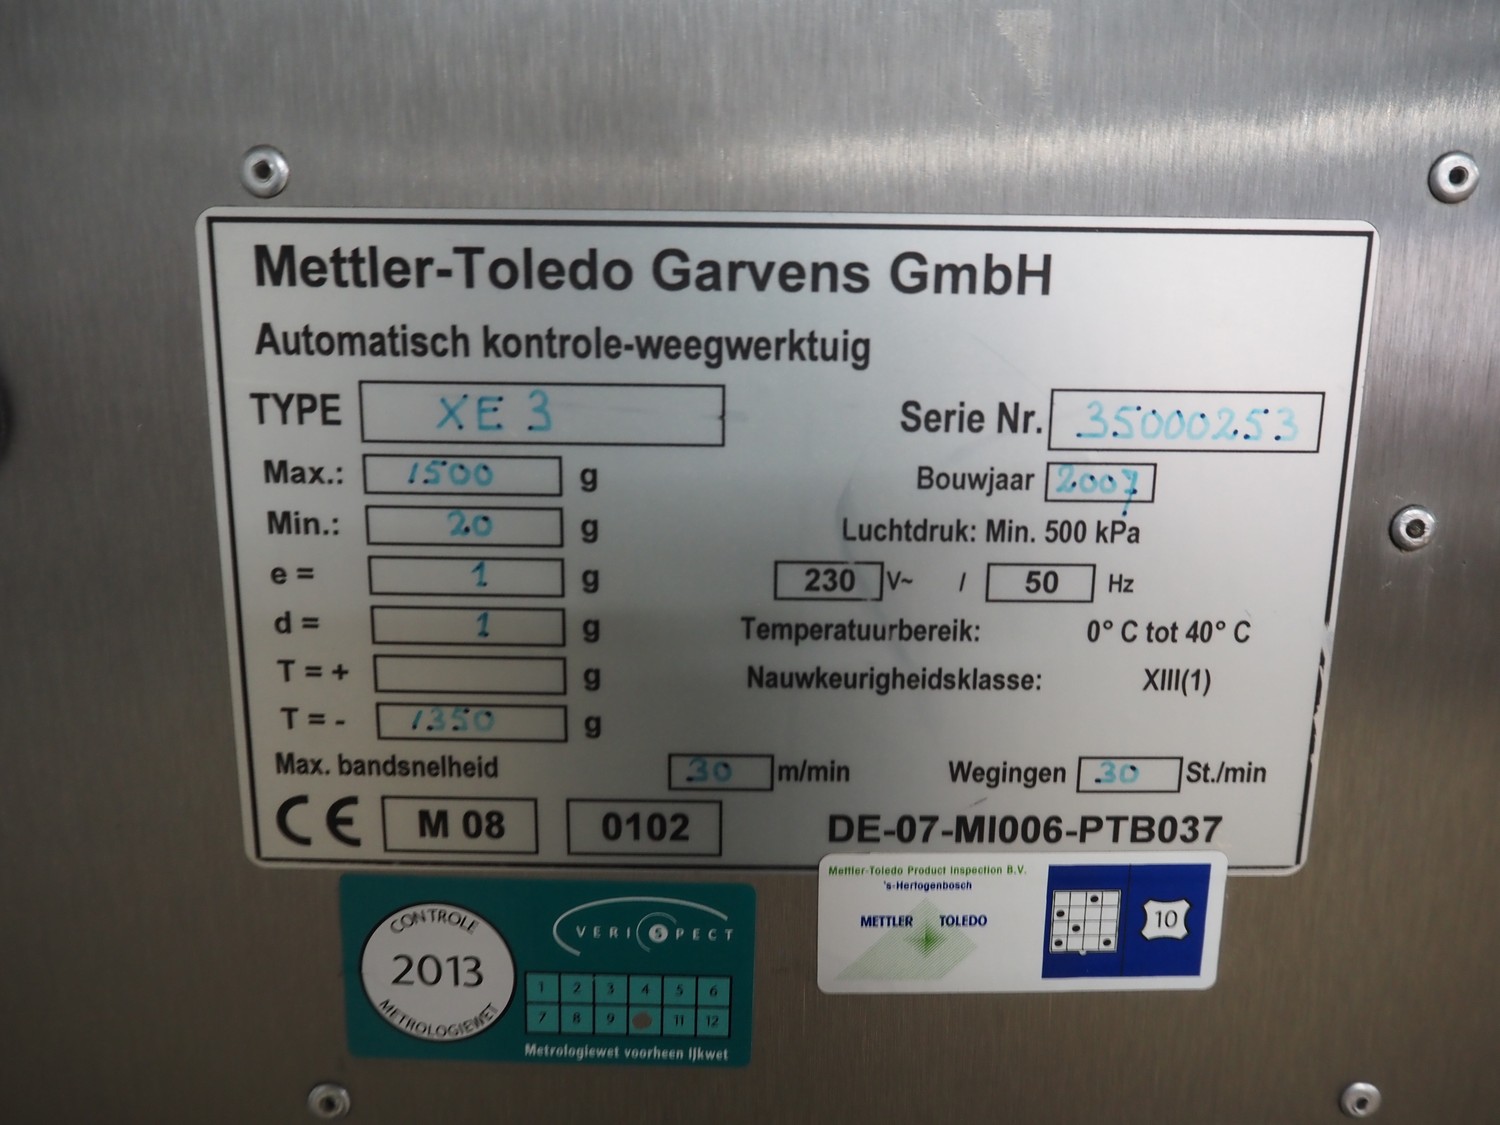 Mettler-Toledo Garvens GmbH
Automatisch kontrole-weegwerktuig
TYPE XE 3 Serie Nr. 35000253
Max.: 1500 g Bouwjaar 2007
Min.: 20 g Luchtdruk: Min. 500 kPa
e = 1 g 230 V~ / 50 Hz
d = 1 g Temperatuurbereik: 0° C tot 40° C
T = + g Nauwkeurigheidsklasse: XIII(1)
T = - 1350 g
Max. bandsnelheid 30 m/min Wegingen 30 St./min
CE M 08 0102 DE-07-MI006-PTB037
CONTROLE
2013
METROLOGIEWET
VERISPECT
1 2 3 4 5 6
7 8 9 11 12
Metrologiewet voorheen IJkwet
Mettler-Toledo Product Inspection B.V.
's-Hertogenbosch
METTLER TOLEDO
10